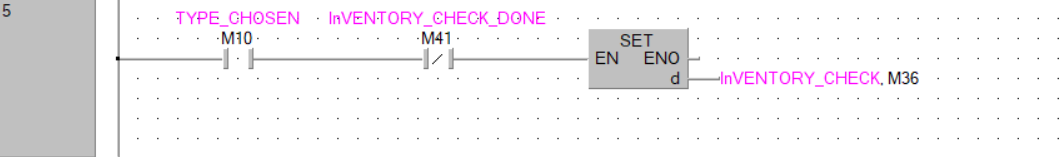 5
TYPE_CHOSEN InVENTORY_CHECK_DONE
M10 M41
SET
EN ENO
d InVENTORY_CHECK, M36